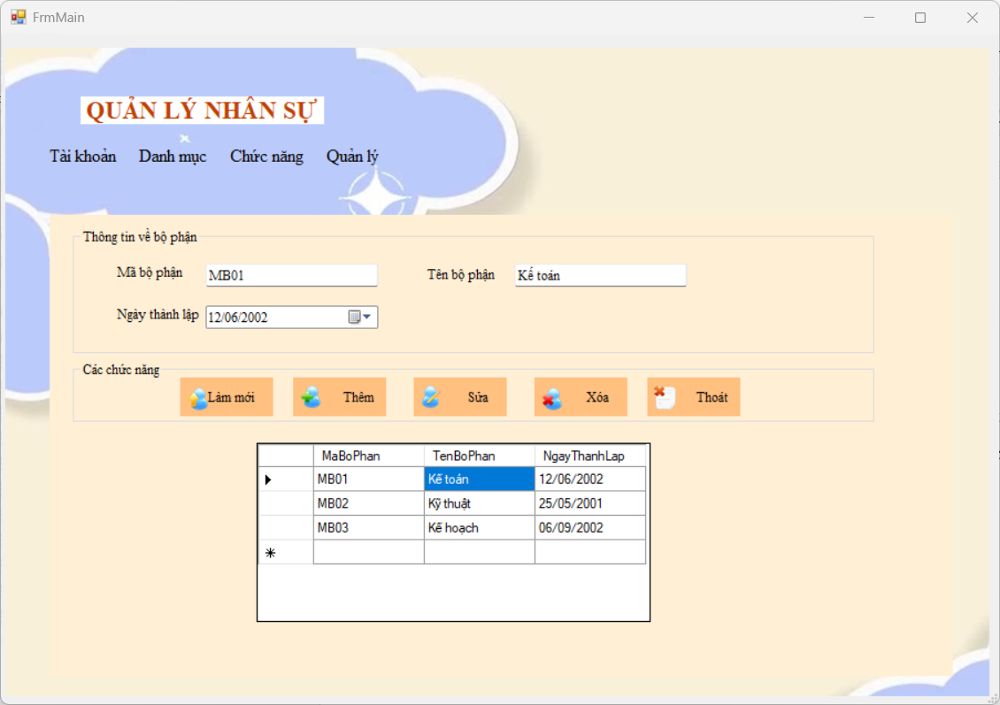 FrmMain
QUẢN LÝ NHÂN SỰ
Tài khoản Danh mục Chức năng Quản lý
Thông tin về bộ phận
Mã bộ phận MB01 Tên bộ phận Kế toán
Ngày thành lập 12/06/2002
Các chức năng
Làm mới Thêm Sửa Xóa Thoát
MaBoPhan TenBoPhan NgayThanhLap
MB01 Kế toán 12/06/2002
MB02 Kỹ thuật 25/05/2001
MB03 Kế hoạch 06/09/2002